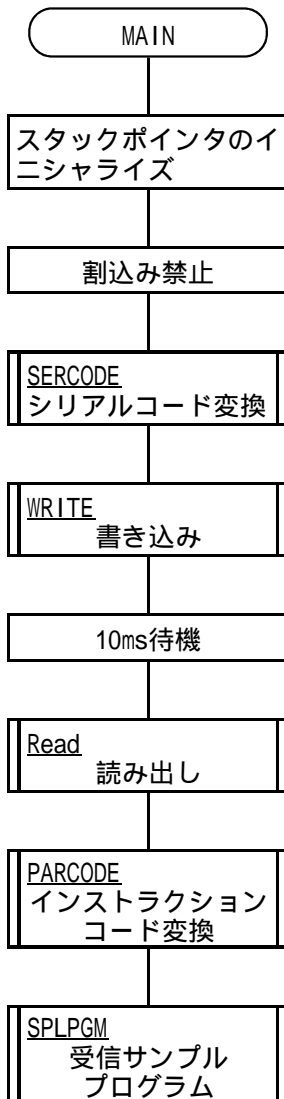 MAIN
スタックポインタのイ
ニシャライズ
割込み禁止
SERCODE
シリアルコード変換
WRITE
書き込み
10ms待機
Read
読み出し
PARCODE
インストラクション
コード変換
SPLPGM
受信サンプル
プログラム